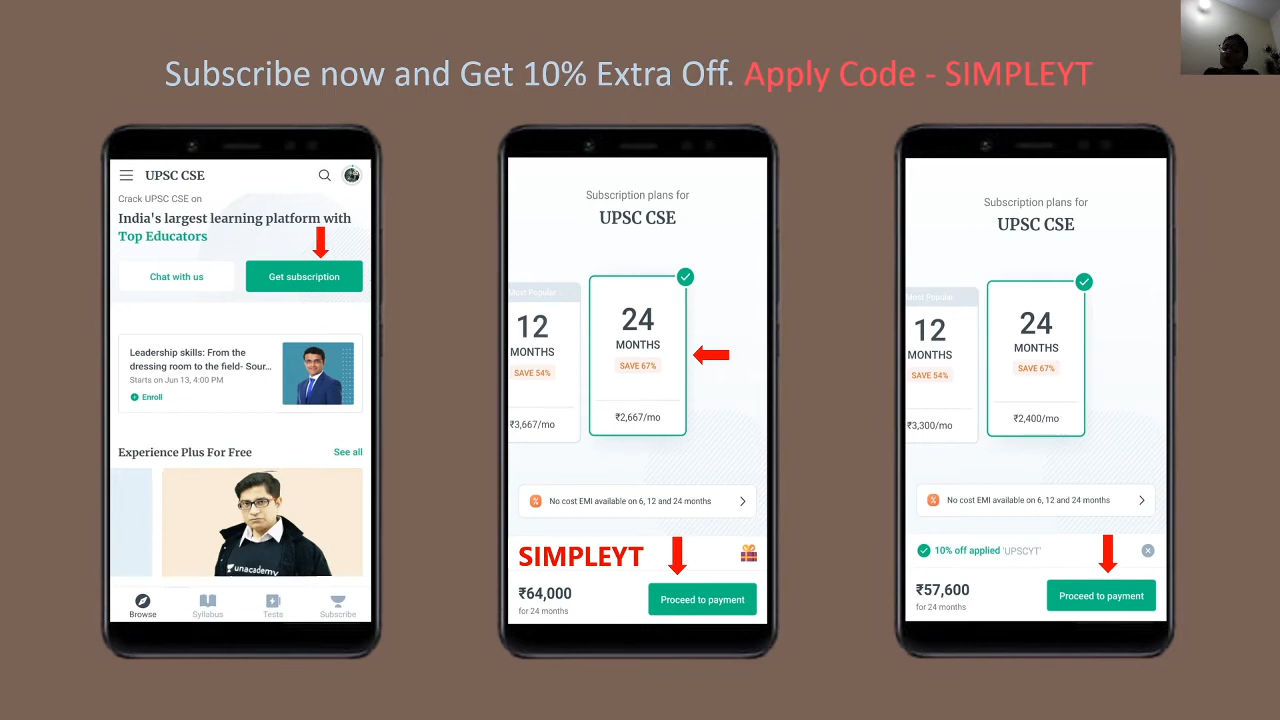 Subscribe now and Get 10% Extra Off. Apply Code - SIMPLEYT
UPSC CSE
Crack UPSC CSE on
India's largest learning platform with
Top Educators
Chat with us
Get subscription
Leadership skills: From the
dressing room to the field- Sour...
Starts on Jun 13, 4:00 PM
Enroll
Experience Plus For Free
See all
unacademy
Browse
Syllabus
Tests
Subscribe
Subscription plans for
UPSC CSE
Most Popular
12
MONTHS
SAVE 54%
₹3,667/mo
24
MONTHS
SAVE 67%
₹2,667/mo
No cost EMI available on 6, 12 and 24 months
SIMPLEYT
₹64,000
for 24 months
Proceed to payment
Subscription plans for
UPSC CSE
Most Popular
12
MONTHS
SAVE 54%
₹3,300/mo
24
MONTHS
SAVE 67%
₹2,400/mo
No cost EMI available on 6, 12 and 24 months
10% off applied 'UPSCYT'
₹57,600
for 24 months
Proceed to payment